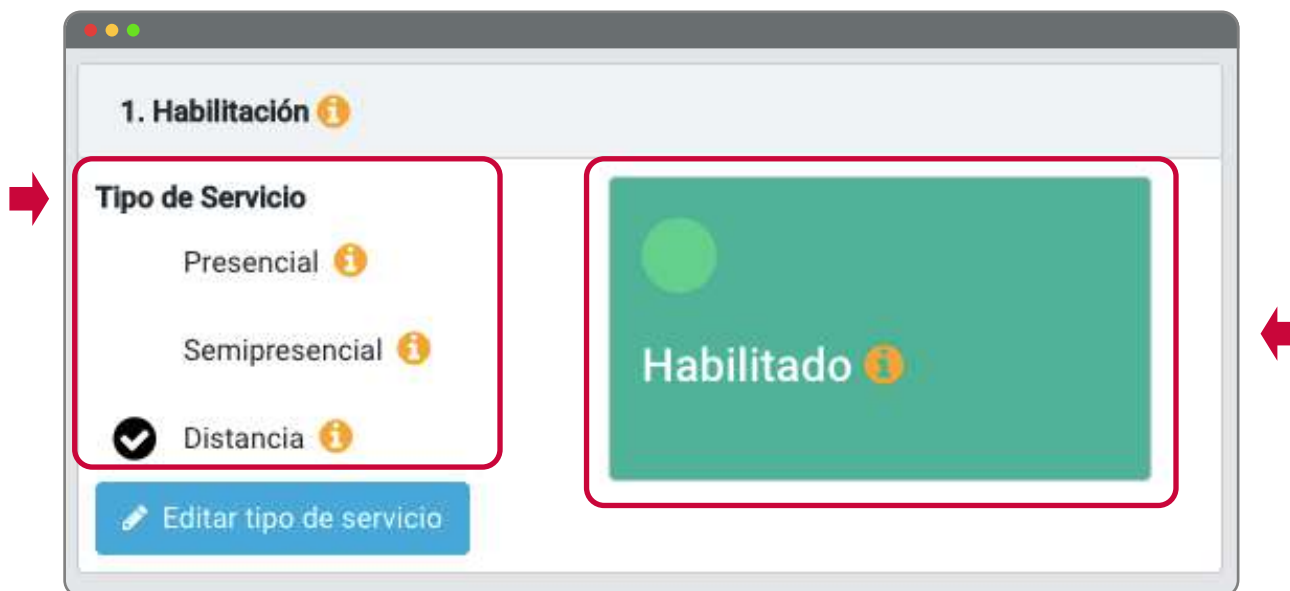 1. Habilitación
Tipo de Servicio
Presencial
Semipresencial
Distancia
Editar tipo de servicio
Habilitado